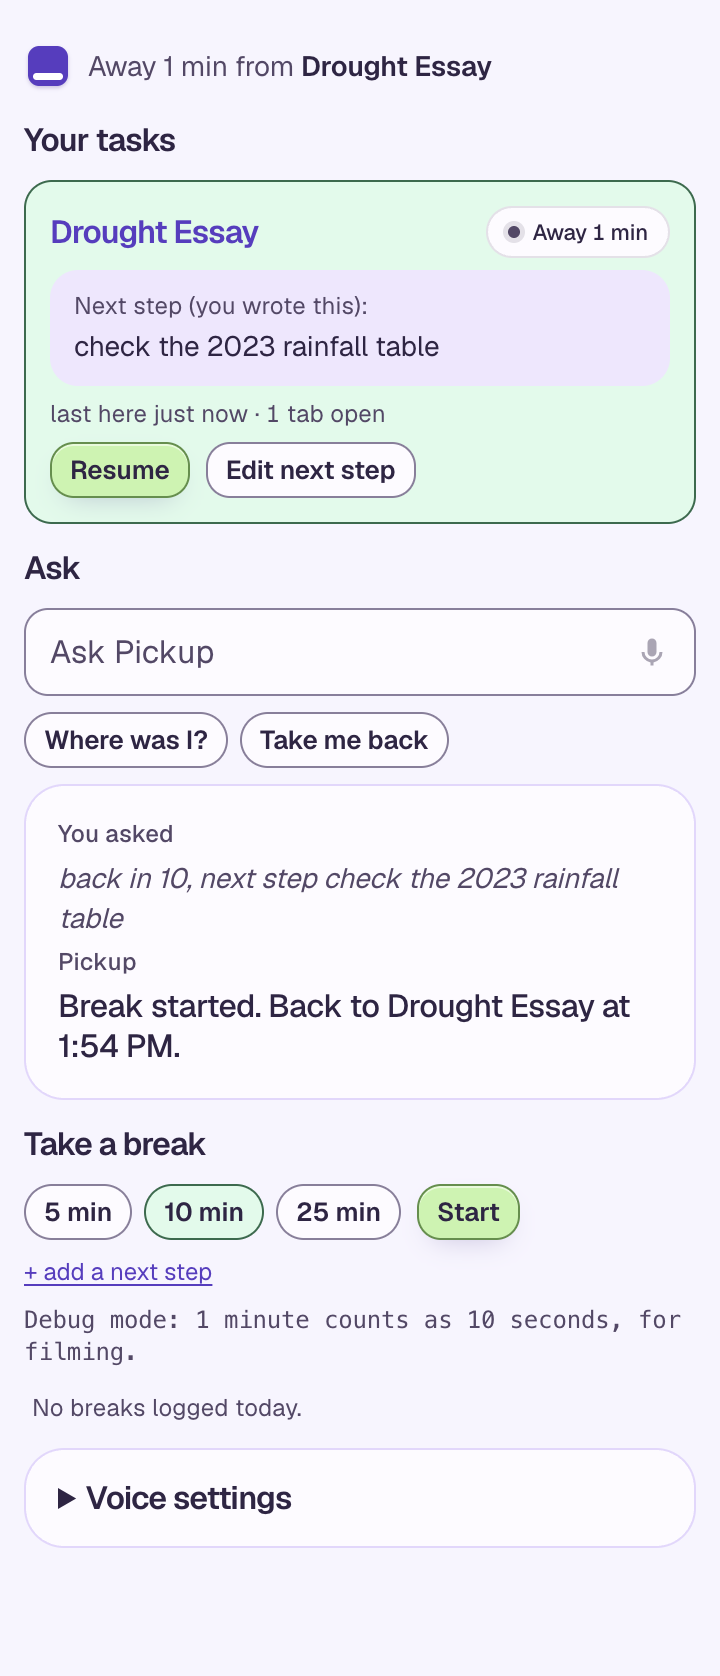 Away 1 min from Drought Essay
Your tasks
Drought Essay
Away 1 min
Next step (you wrote this):
check the 2023 rainfall table
last here just now · 1 tab open
Resume
Edit next step
Ask
Ask Pickup
Where was I?
Take me back
You asked
back in 10, next step check the 2023 rainfall
table
Pickup
Break started. Back to Drought Essay at
1:54 PM.
Take a break
5 min
10 min
25 min
Start
+ add a next step
Debug mode: 1 minute counts as 10 seconds, for
filming.
No breaks logged today.
Voice settings